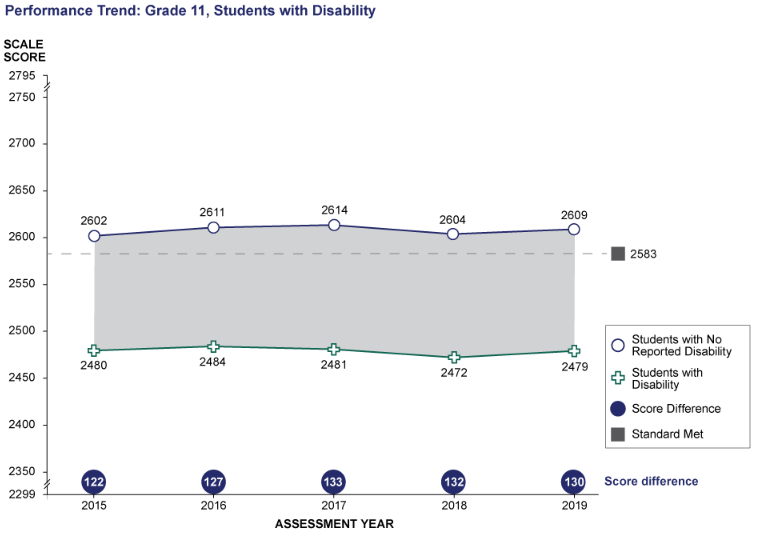 Performance Trend: Grade 11, Students with Disability
SCALE
SCORE
2795
2750
2700
2650
2600
2550
2500
2450
2400
2350
2299
2602
2611
2614
2604
2609
2583
2480
2484
2481
2472
2479
Students with No
Reported Disability
Students with
Disability
Score Difference
Standard Met
122
127
133
132
130
Score difference
2015
2016
2017
2018
2019
ASSESSMENT YEAR